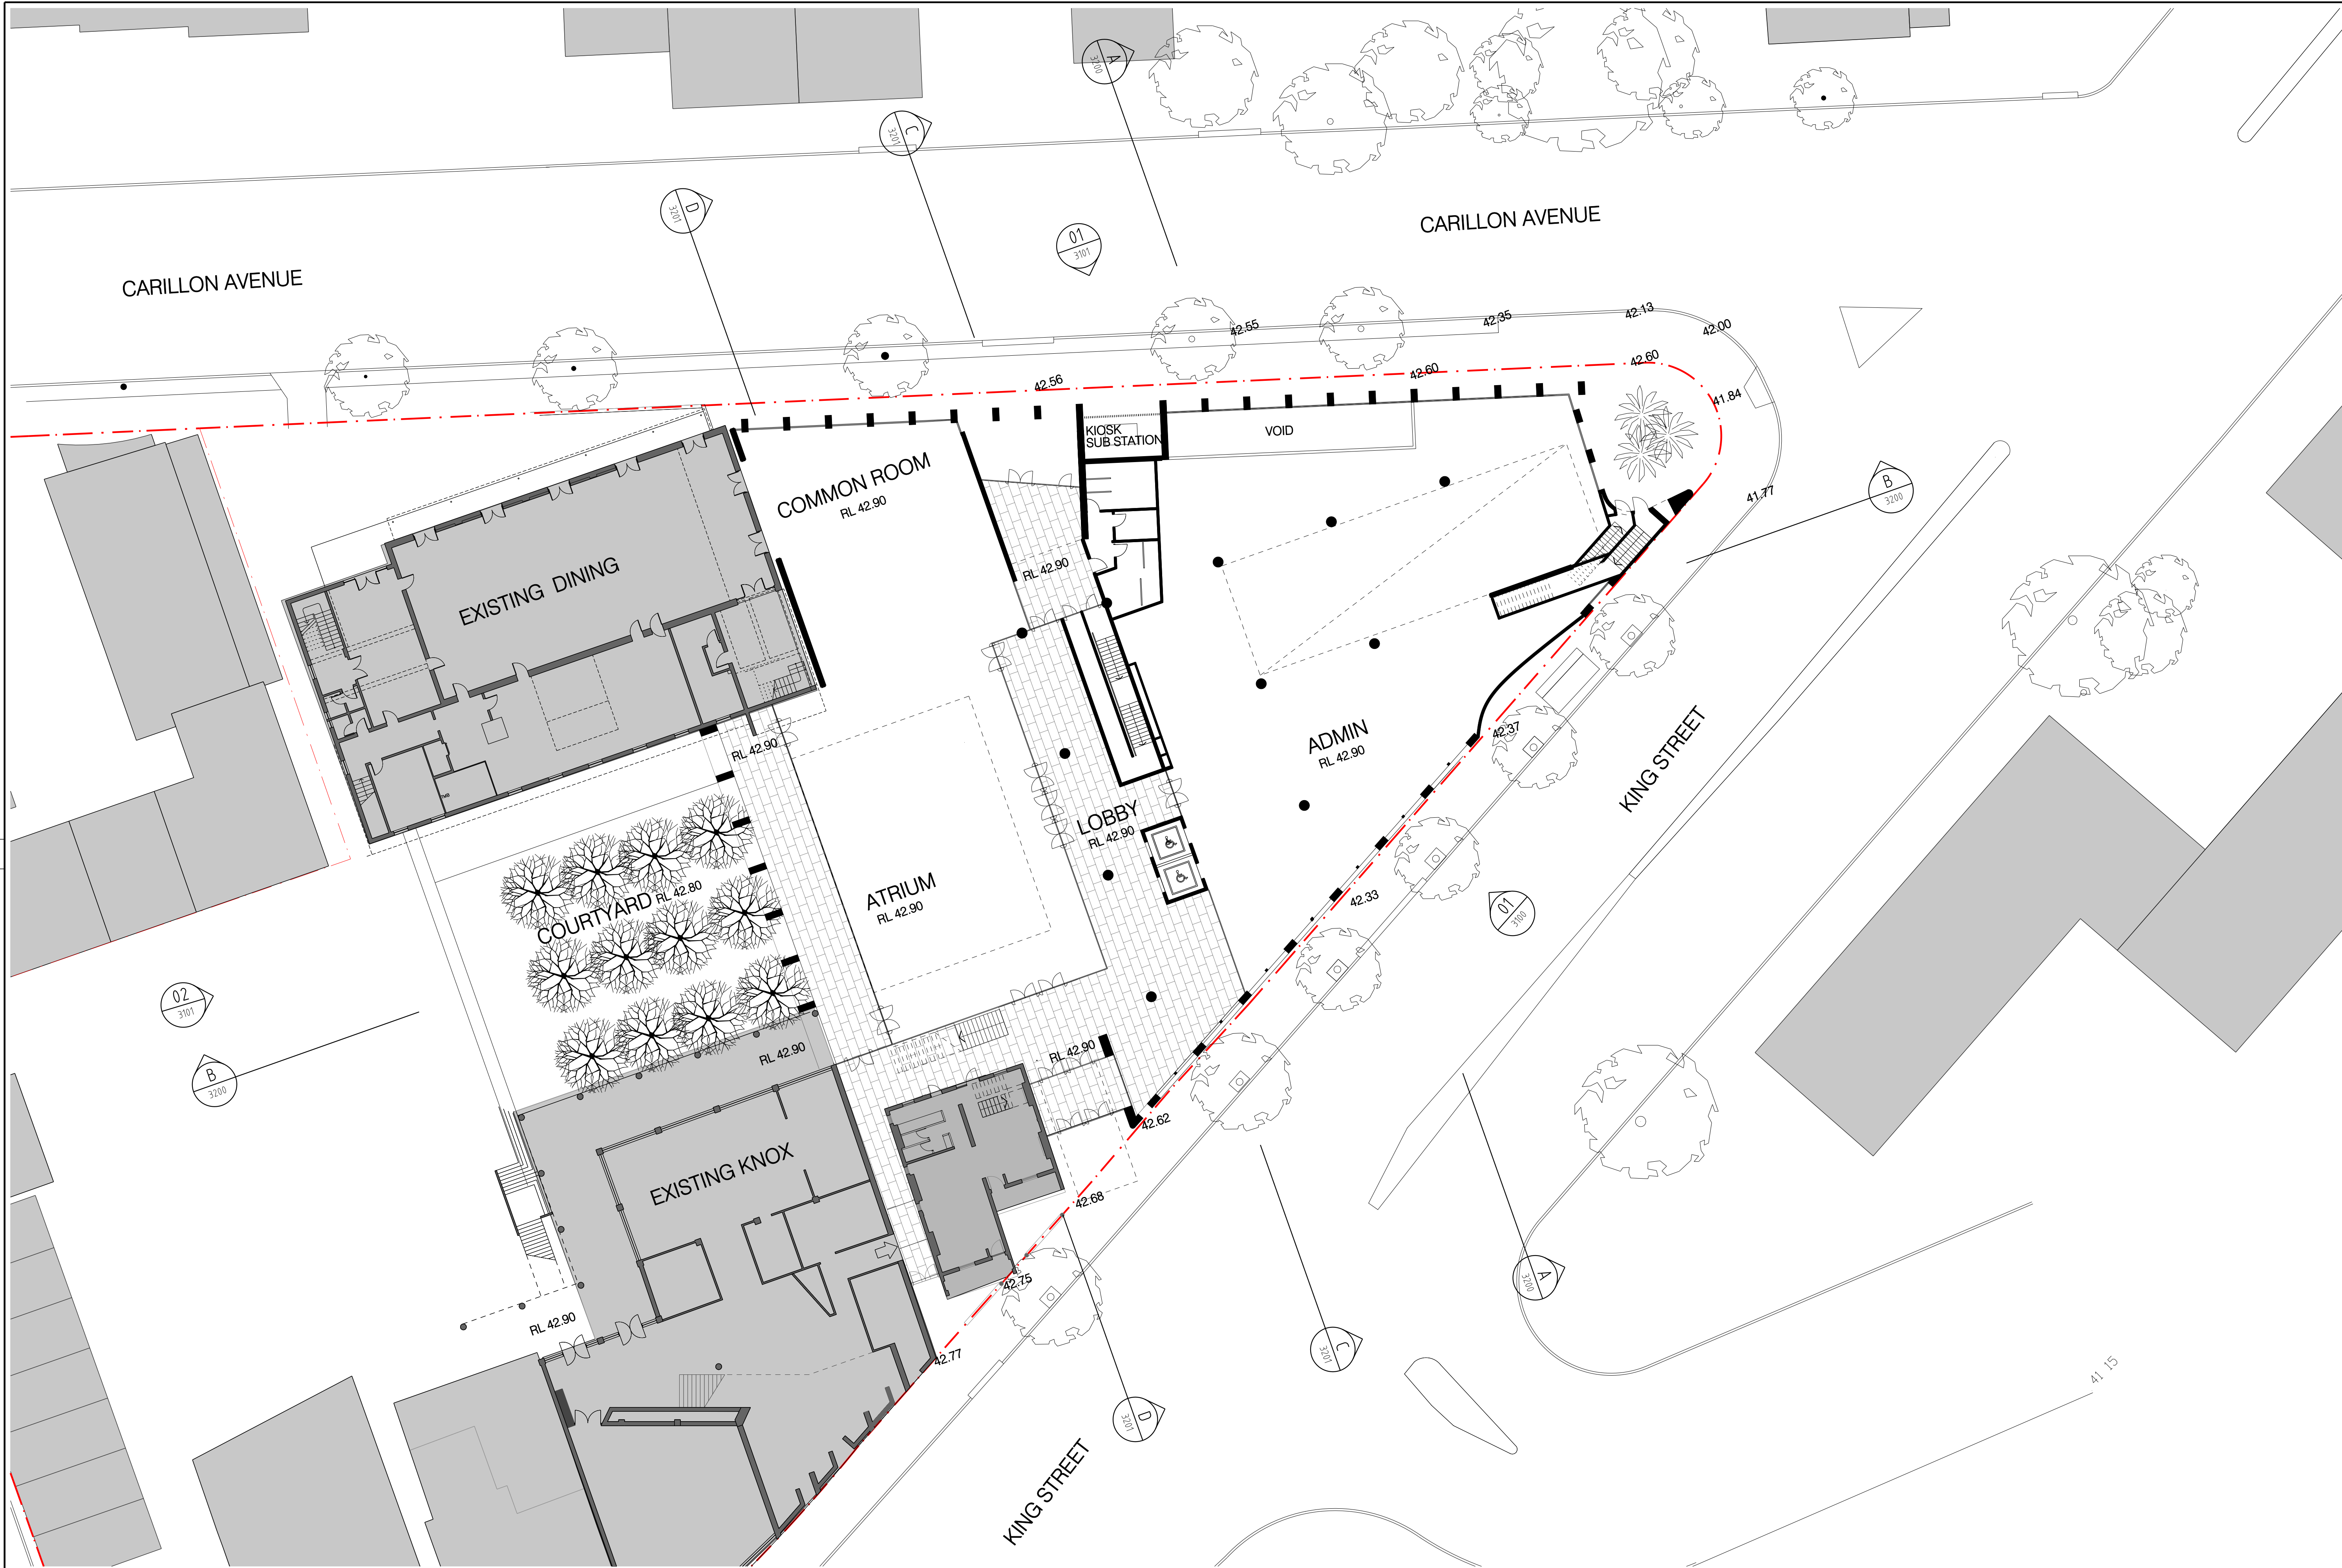 A
3200
C
3201
D
3201
01
3101
CARILLON AVENUE
CARILLON AVENUE
42.55
42.35
42.13
42.00
42.56
42.60
42.60
41.84
KIOSK
SUB STATION
VOID
COMMON ROOM
RL 42.90
B
3200
41.77
EXISTING DINING
RL 42.90
RL 42.90
ADMIN
RL 42.90
42.37
KING STREET
LOBBY
RL 42.90
COURTYARD RL 42.80
ATRIUM
RL 42.90
42.33
01
3100
02
3101
B
3200
RL 42.90
RL 42.90
42.62
EXISTING KNOX
42.68
42.75
RL 42.90
42.77
A
3200
C
3201
D
3201
41 15
KING STREET